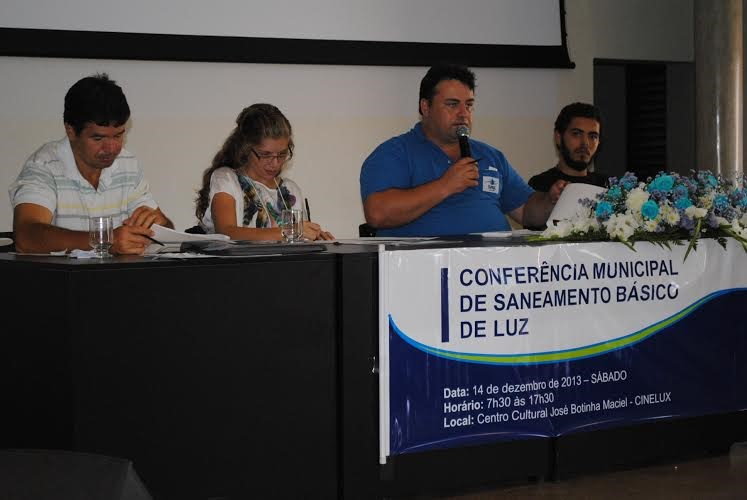 I CONFERÊNCIA MUNICIPAL
DE SANEAMENTO BÁSICO
DE LUZ
Data: 14 de dezembro de 2013 – SÁBADO
Horário: 7h30 às 17h30
Local: Centro Cultural José Botinha Maciel - CINELUX